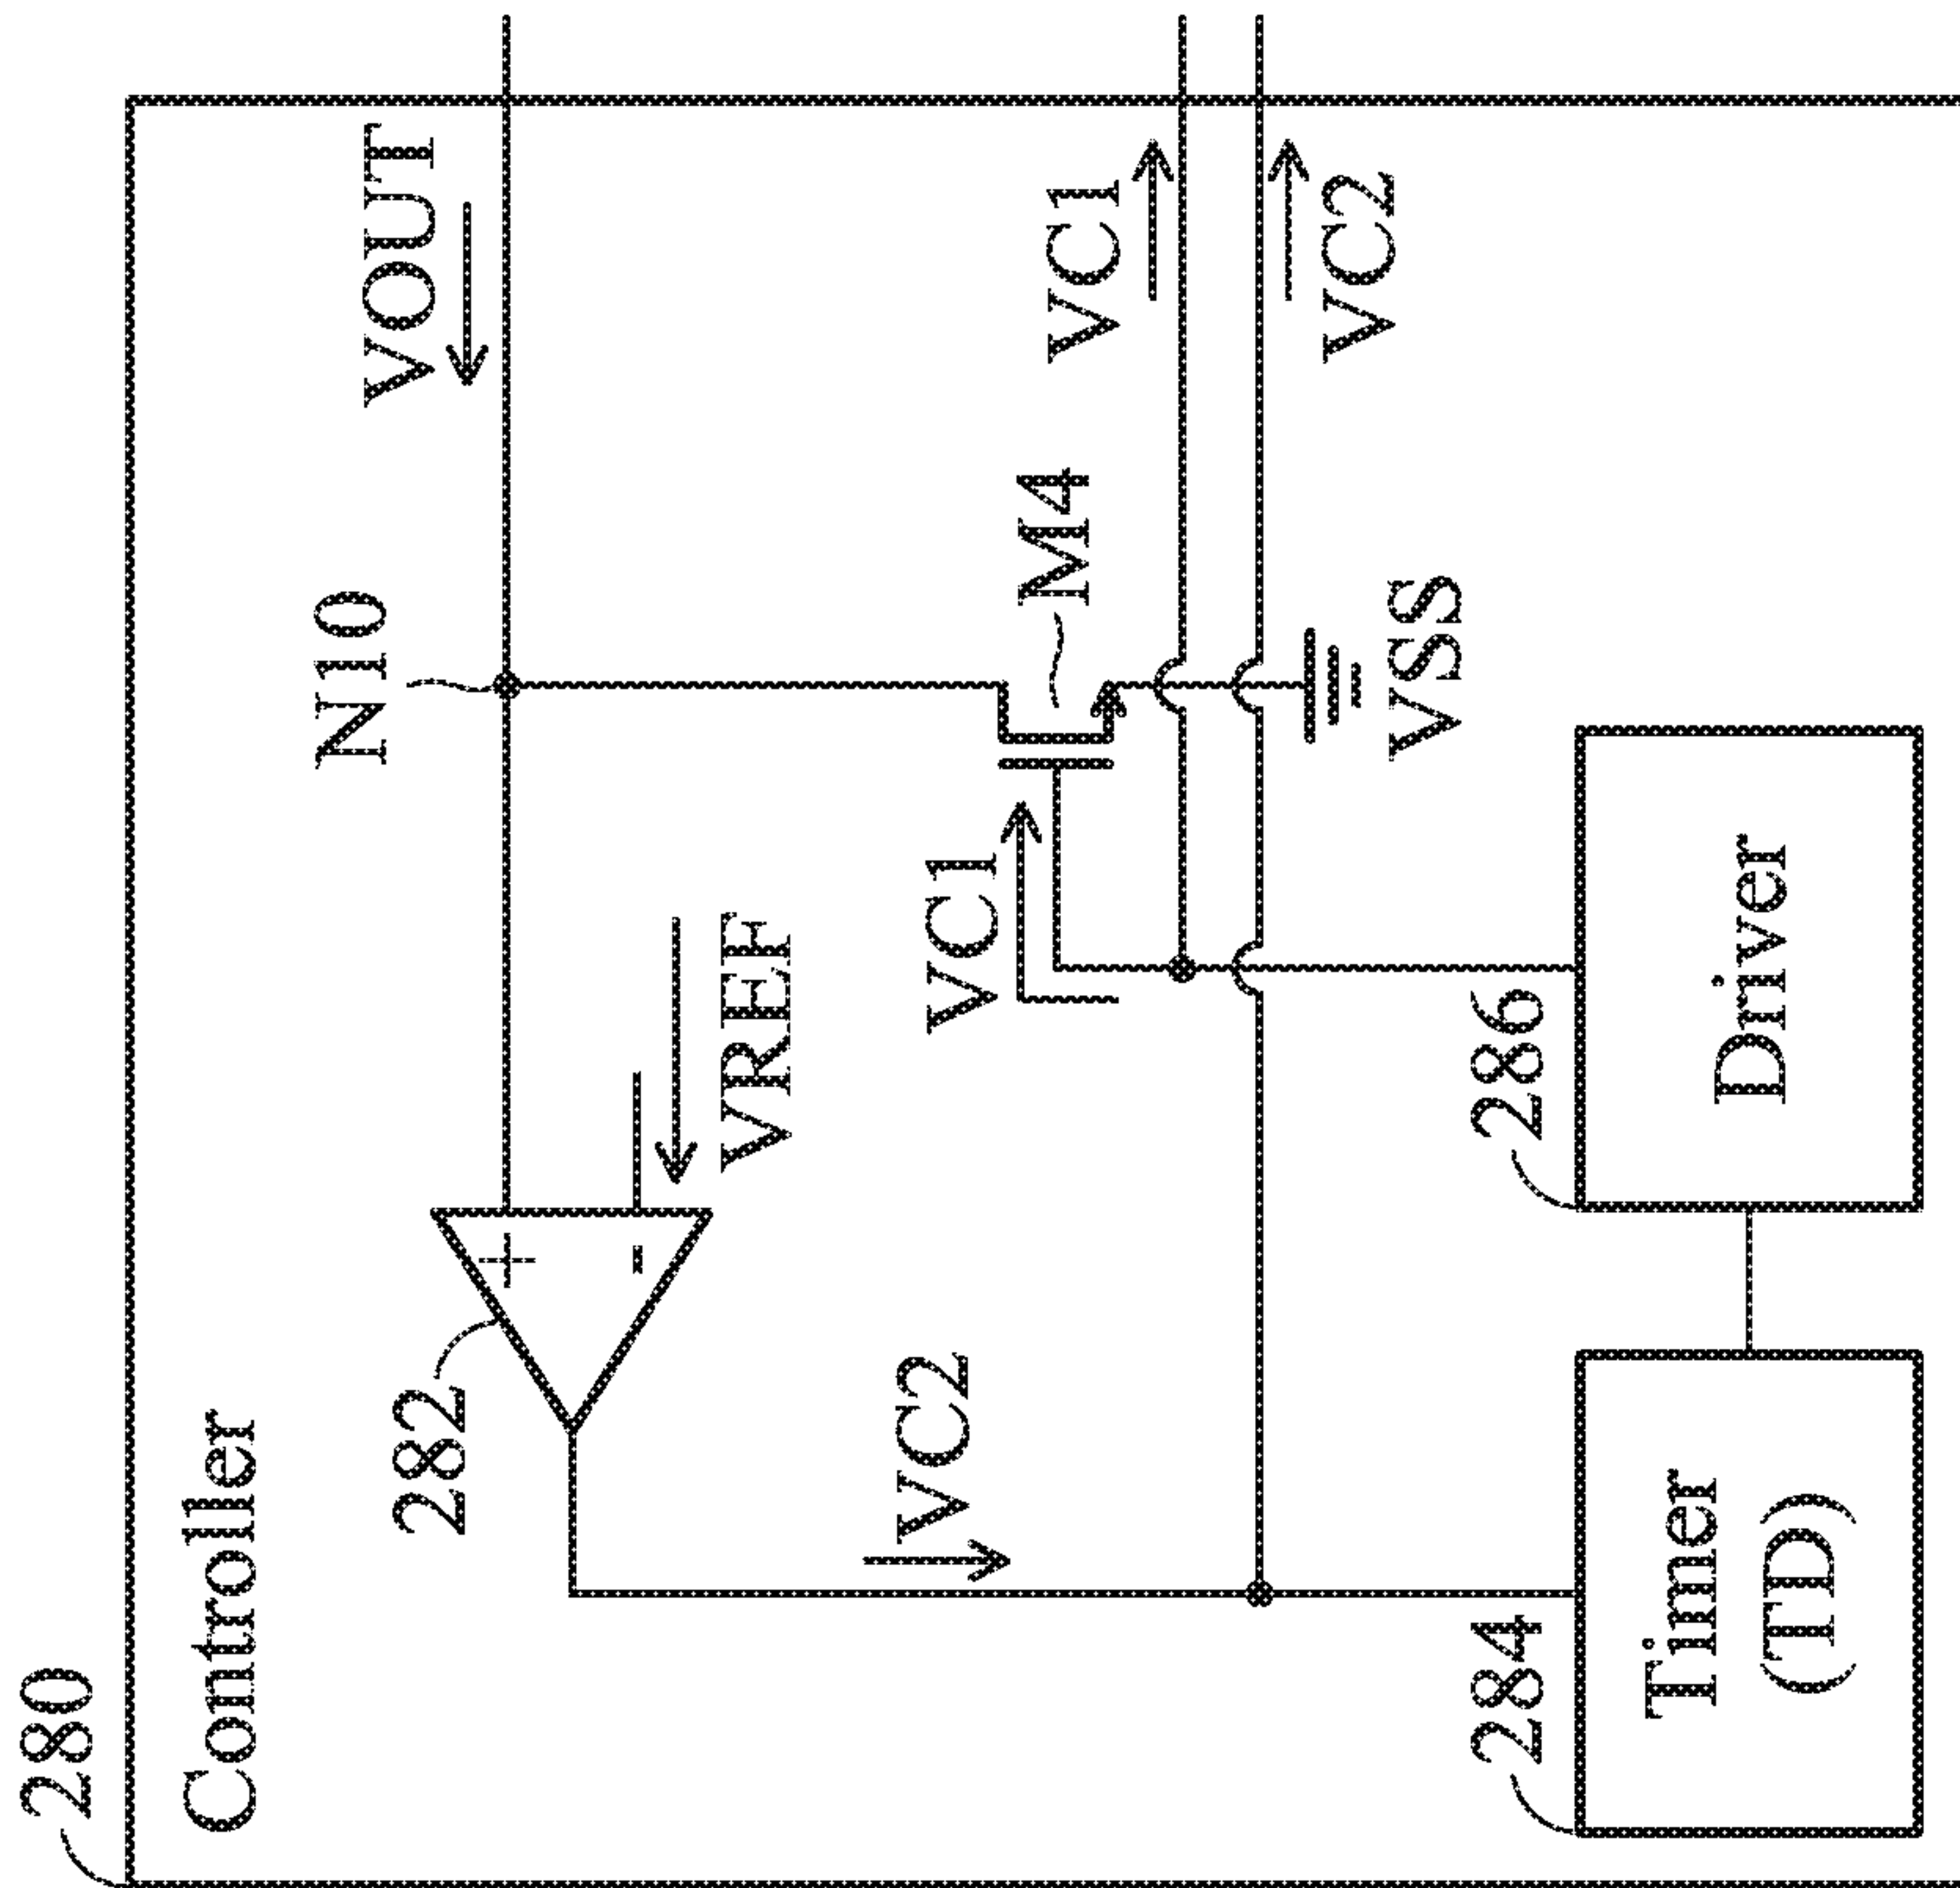 280
Controller
282
N10
VOUT
VREF
VC2
VC1
M4
VC1
VC2
VSS
284
Timer
(TD)
286
Driver
+
-